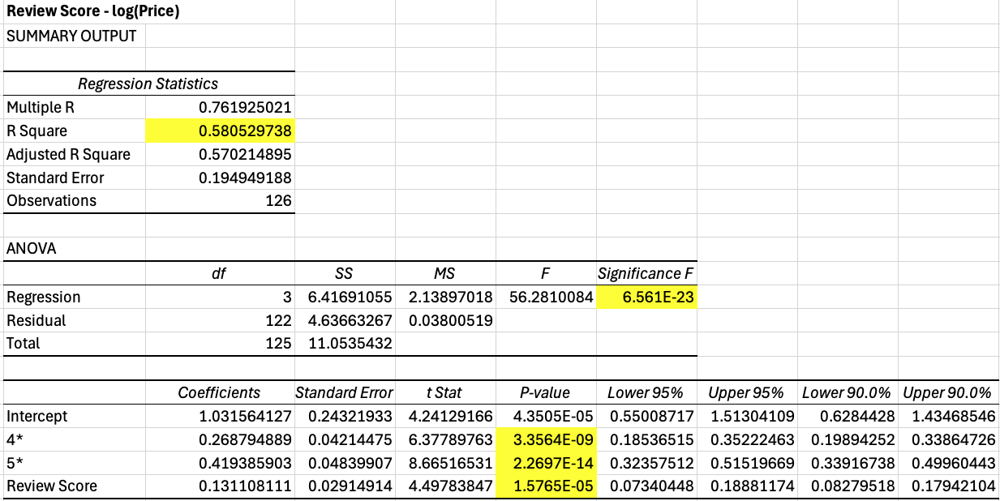 Review Score - log(Price)
SUMMARY OUTPUT
Regression Statistics
Multiple R 0.761925021
R Square 0.580529738
Adjusted R Square 0.570214895
Standard Error 0.194949188
Observations 126
ANOVA
df SS MS F Significance F
Regression 3 6.41691055 2.13897018 56.2810084 6.561E-23
Residual 122 4.63663267 0.03800519
Total 125 11.0535432
Coefficients Standard Error t Stat P-value Lower 95% Upper 95% Lower 90.0% Upper 90.0%
Intercept 1.031564127 0.24321933 4.24129166 4.3505E-05 0.55008717 1.51304109 0.6284428 1.43468546
4* 0.268794889 0.04214475 6.37789763 3.3564E-09 0.18536515 0.35222463 0.19894252 0.33864726
5* 0.419385903 0.04839907 8.66516531 2.2697E-14 0.32357512 0.51519669 0.33916738 0.49960443
Review Score 0.131108111 0.02914914 4.49783847 1.5765E-05 0.07340448 0.18881174 0.08279518 0.17942104